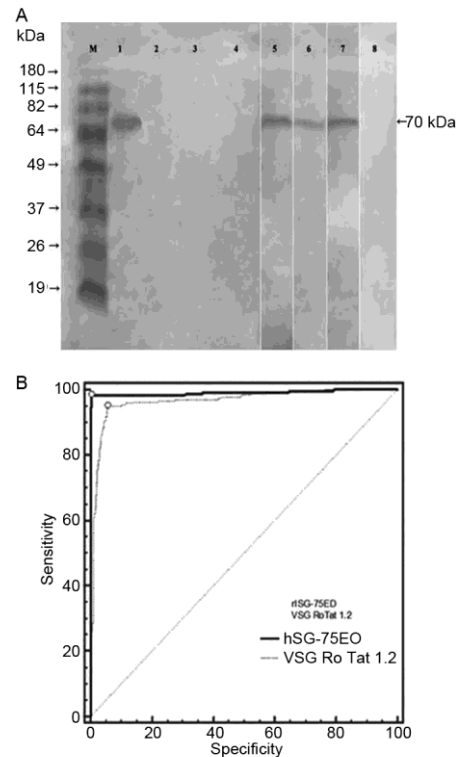 A
kDa
M 1 2 3 4 5 6 7 8
180→
115→
82→
64→
49→
37→
26→
19→
←70 kDa
B
100
80
60
40
20
0
Sensitivity
rISG-75ED
VSG RoTat 1.2
hSG-75EO
VSG Ro Tat 1.2
0 20 40 60 80 100
Specificity